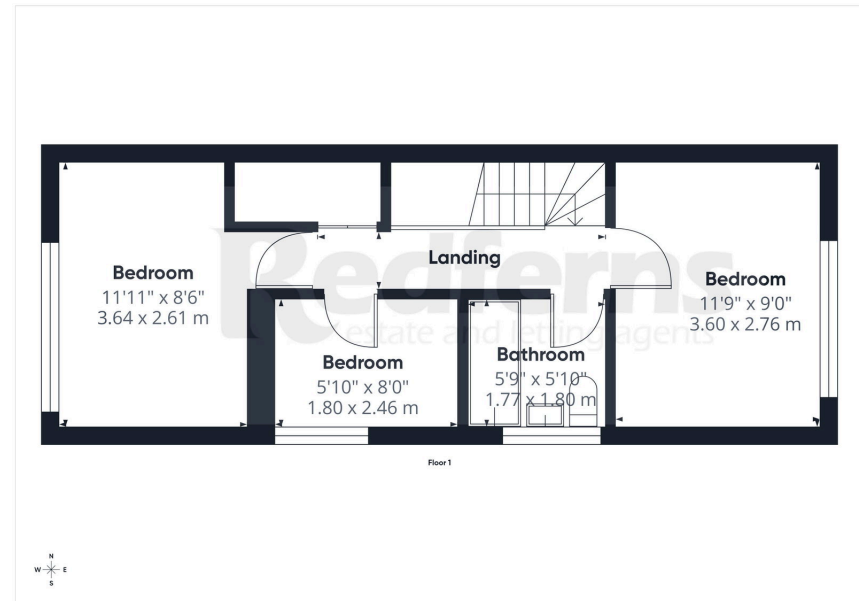 Redferns
estate and letting agents
Landing
Bedroom
11'11" x 8'6"
3.64 x 2.61 m
Bedroom
11'9" x 9'0"
3.60 x 2.76 m
Bedroom
5'10" x 8'0"
1.80 x 2.46 m
Bathroom
5'9" x 5'10"
1.77 x 1.80 m
Floor 1
N
W E
S